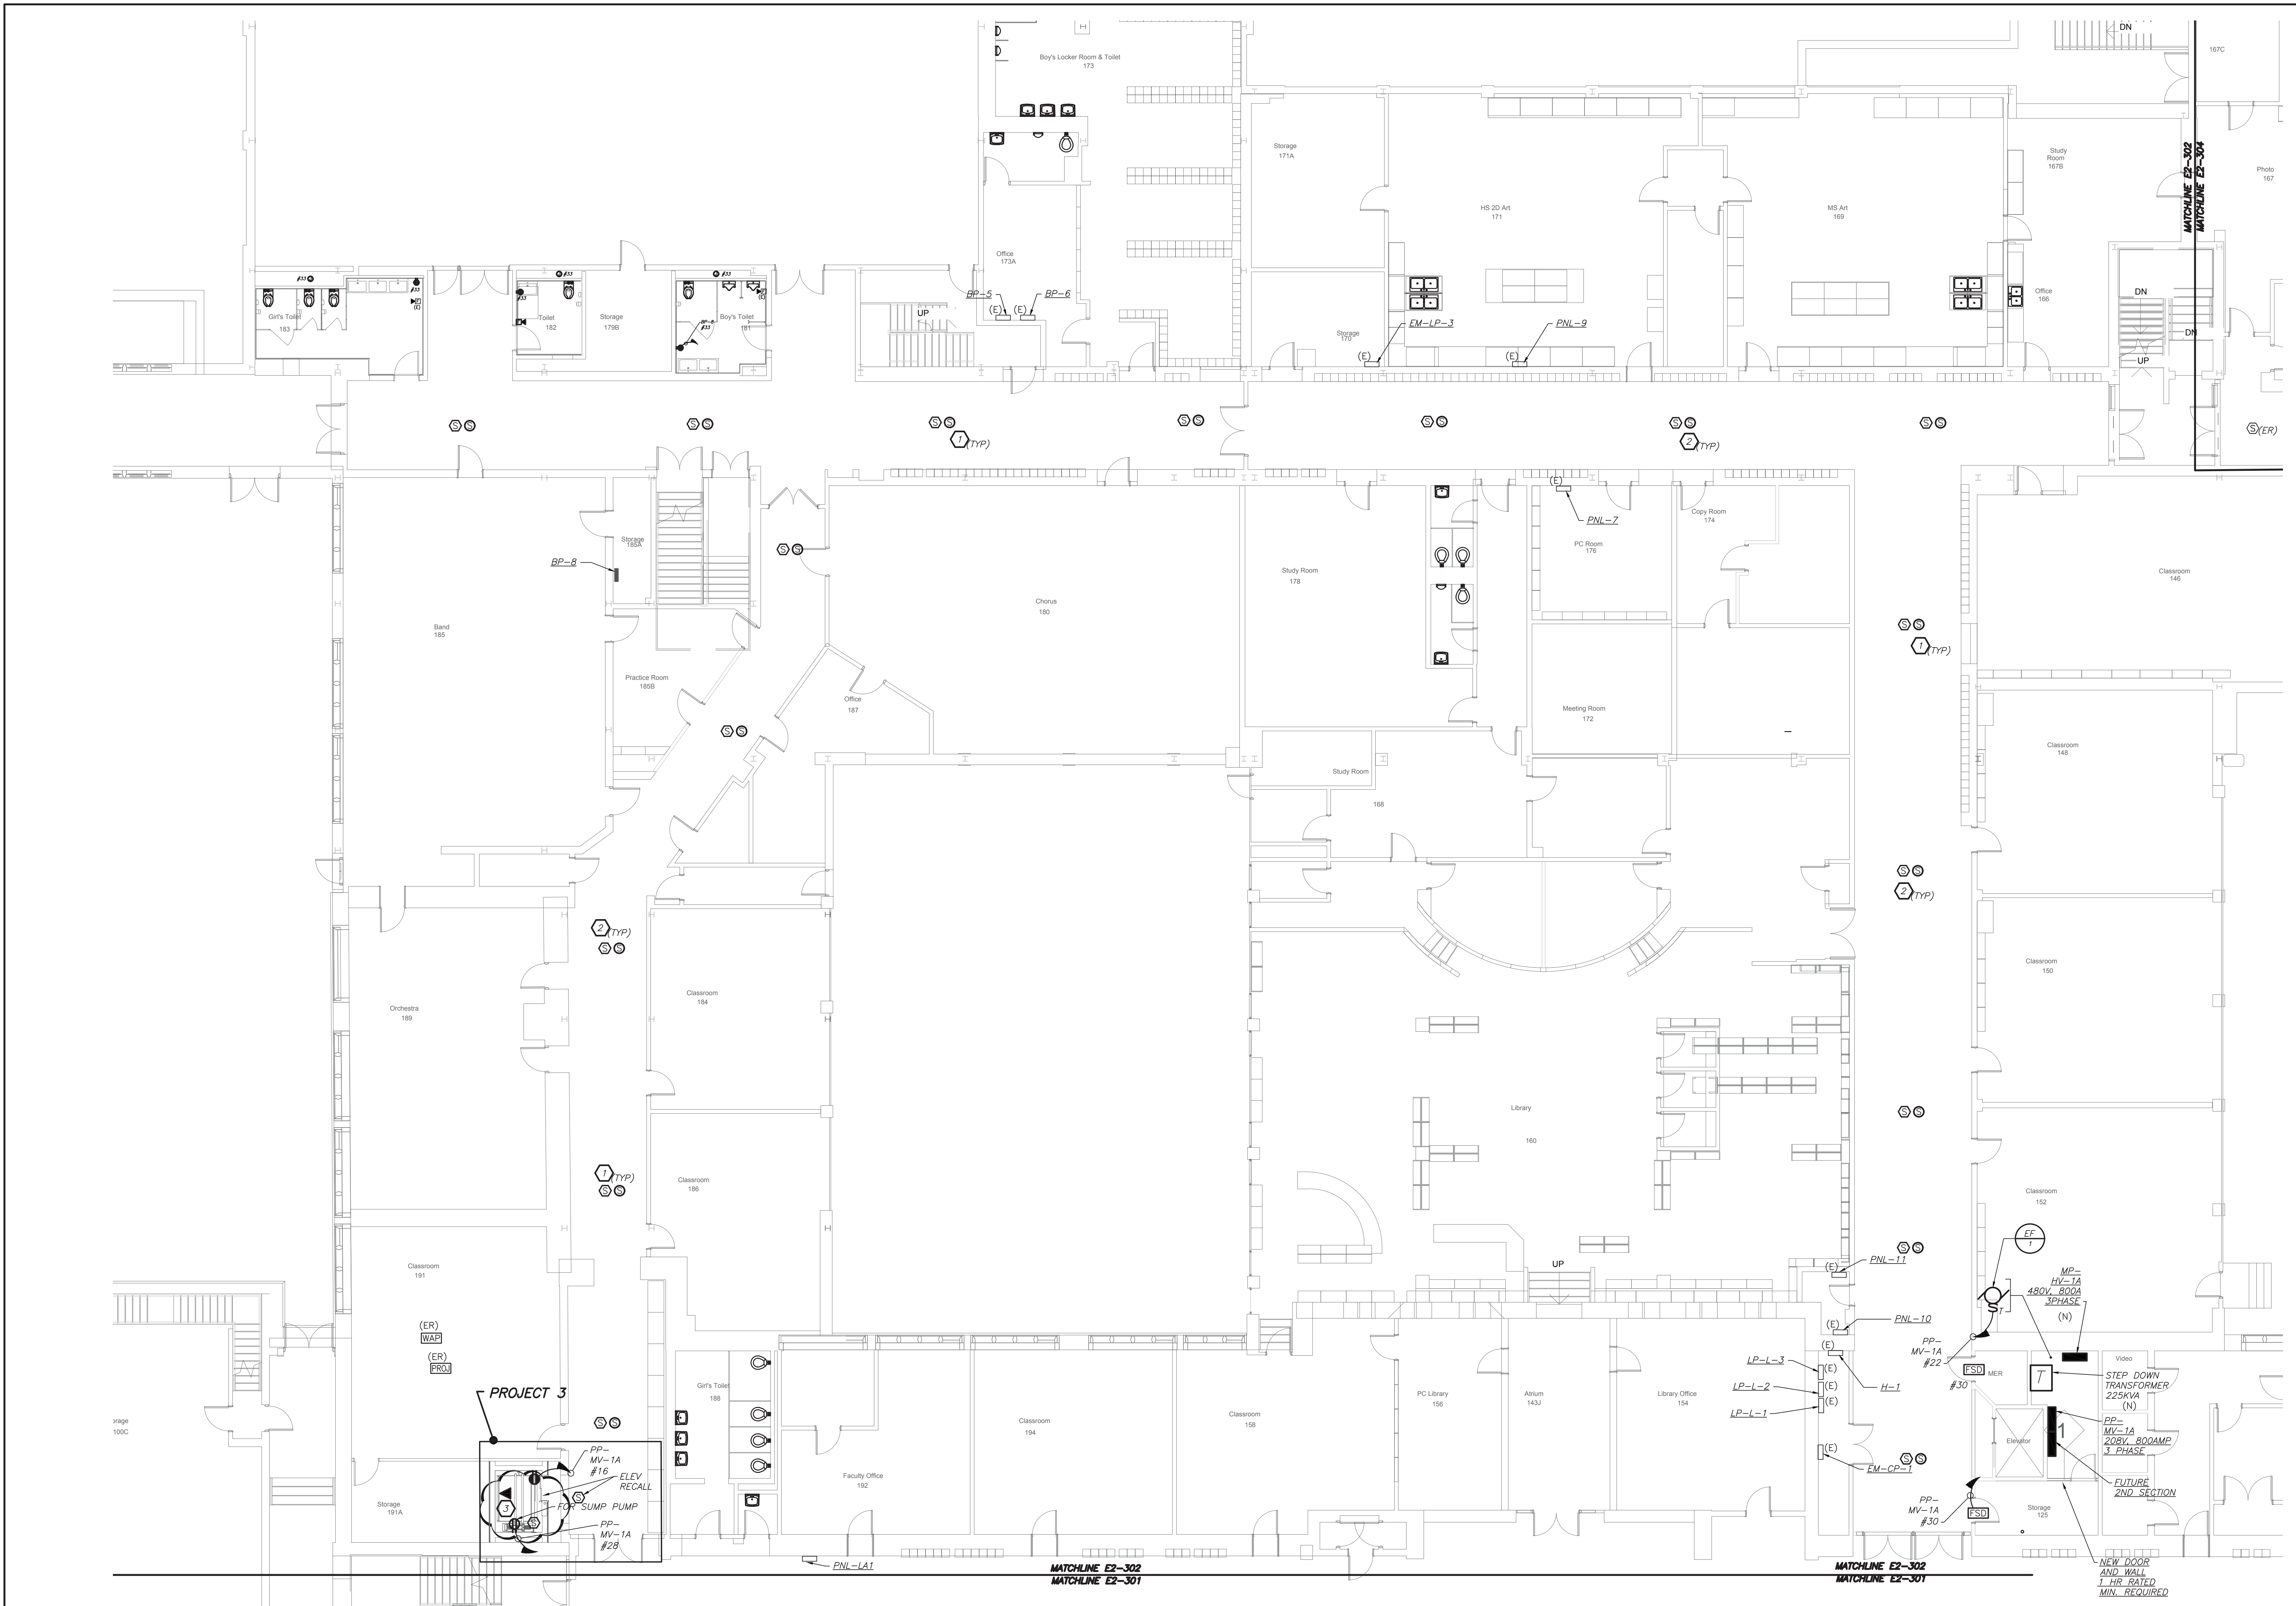 DN
167C
Boy's Locker Room & Toilet
173
MATCHLINE E2-302
MATCHLINE E2-304
Storage
171A
Study
Room
167B
Photo
167
HS 2D Art
171
MS Art
169
Office
173A
#33
#33
#33
#33
#33
(E)
(E)
Girl's Toilet
183
Toilet
182
Storage
179B
BP-8
#33
Boy's Toilet
181
BP-5
BP-6
(E)
(E)
UP
DN
Office
166
DN
UP
Storage
170
EM-LP-3
(E)
PNL-9
(E)
S S
S S
S S
1 (TYP)
S S
S S
S S
2 (TYP)
S S
S (ER)
(E)
PNL-7
Copy Room
174
PC Room
176
Storage
185A
BP-8
S S
Study Room
178
Classroom
146
Chorus
180
Band
185
S S
1 (TYP)
Practice Room
185B
Office
187
Meeting Room
172
S S
Classroom
148
Study Room
168
S S
2 (TYP)
2 (TYP)
S S
Classroom
150
Classroom
184
Orchestra
189
Library
160
S S
1 (TYP)
S S
Classroom
186
Classroom
152
EF
1
S S
PNL-11
(E)
Classroom
191
UP
MP-
HV-1A
480V, 800A
3PHASE
(N)
S T
(ER)
WAP
(ER)
PROJ
(E)
PNL-10
(E)
H-1
PP-
MV-1A
#22
FSD
MER
#30
Video
T
STEP DOWN
TRANSFORMER
225KVA
(N)
LP-L-3
(E)
LP-L-2
(E)
LP-L-1
(E)
PROJECT 3
Girl's Toilet
188
PC Library
156
Atrium
143J
Library Office
154
orage
100C
S S
Classroom
194
Classroom
158
Elevator
1
PP-
MV-1A
208V, 800AMP
3 PHASE
PP-
MV-1A
#16
ELEV
RECALL
S
3
FOR SUMP PUMP
S
PP-
MV-1A
#28
Storage
191A
Faculty Office
192
(E)
EM-CP-1
S S
FUTURE
2ND SECTION
PP-
MV-1A
#30
FSD
Storage
125
PNL-LA1
MATCHLINE E2-302
MATCHLINE E2-301
MATCHLINE E2-302
MATCHLINE E2-301
NEW DOOR
AND WALL
1 HR RATED
MIN. REQUIRED